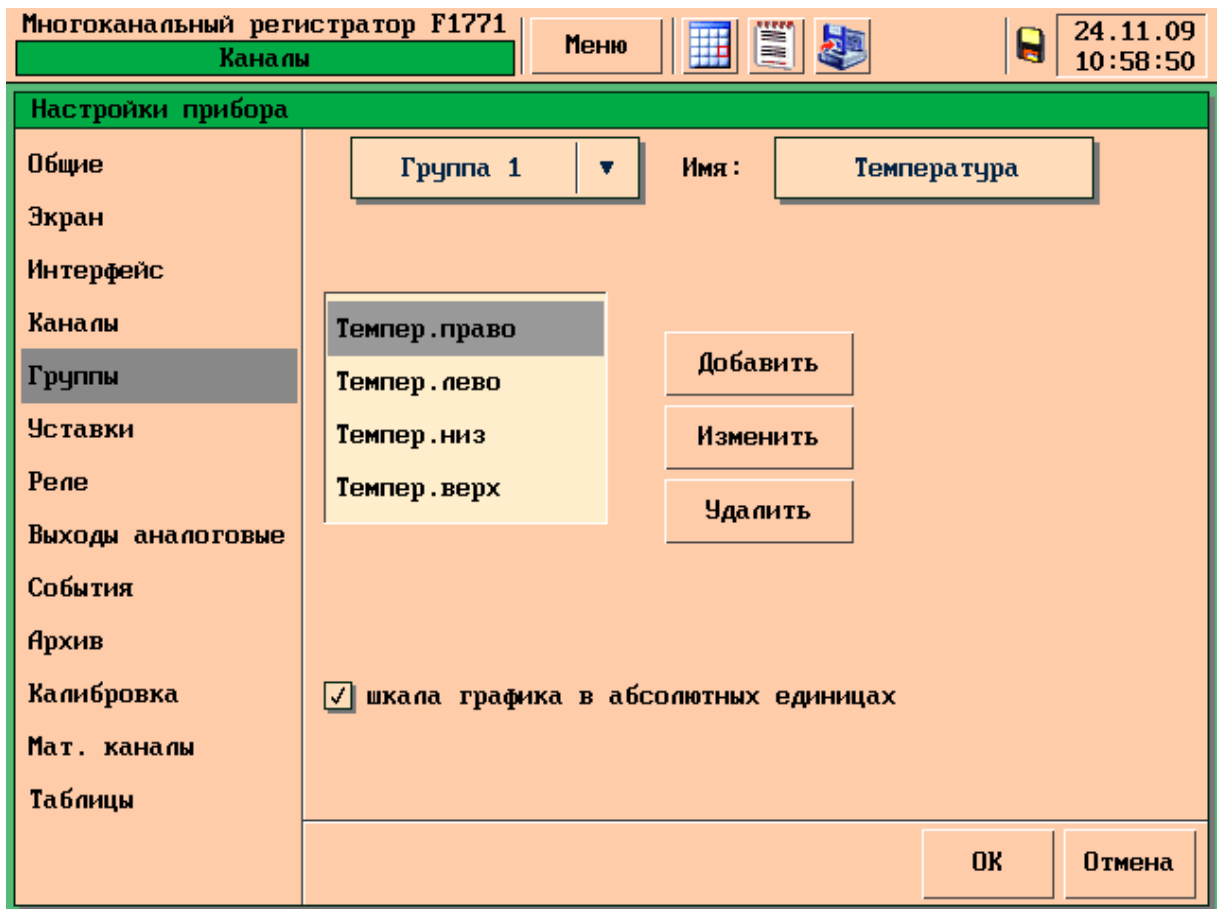 Многоканальный регистратор F1771
Каналы
Меню
24.11.09
10:58:50
Настройки прибора
Общие
Экран
Интерфейс
Каналы
Группы
Уставки
Реле
Выходы аналоговые
События
Архив
Калибровка
Мат. каналы
Таблицы
Группа 1
Имя:
Температура
Темпер.право
Темпер.лево
Темпер.низ
Темпер.верх
Добавить
Изменить
Удалить
шкала графика в абсолютных единицах
ОК
Отмена